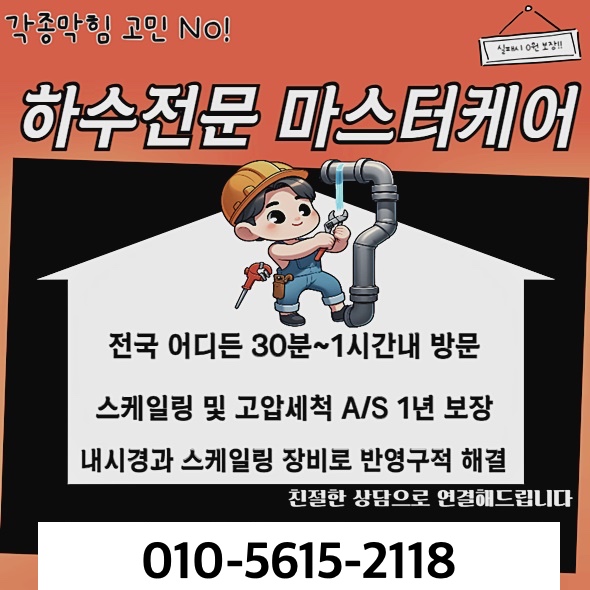 각종막힘 고민 NO!
실패시 0원 보장!!
하수전문 마스터케어
전국 어디든 30분~1시간내 방문
스케일링 및 고압세척 A/S 1년 보장
내시경과 스케일링 장비로 반영구적 해결
친절한 상담으로 연결해드립니다
010-5615-2118